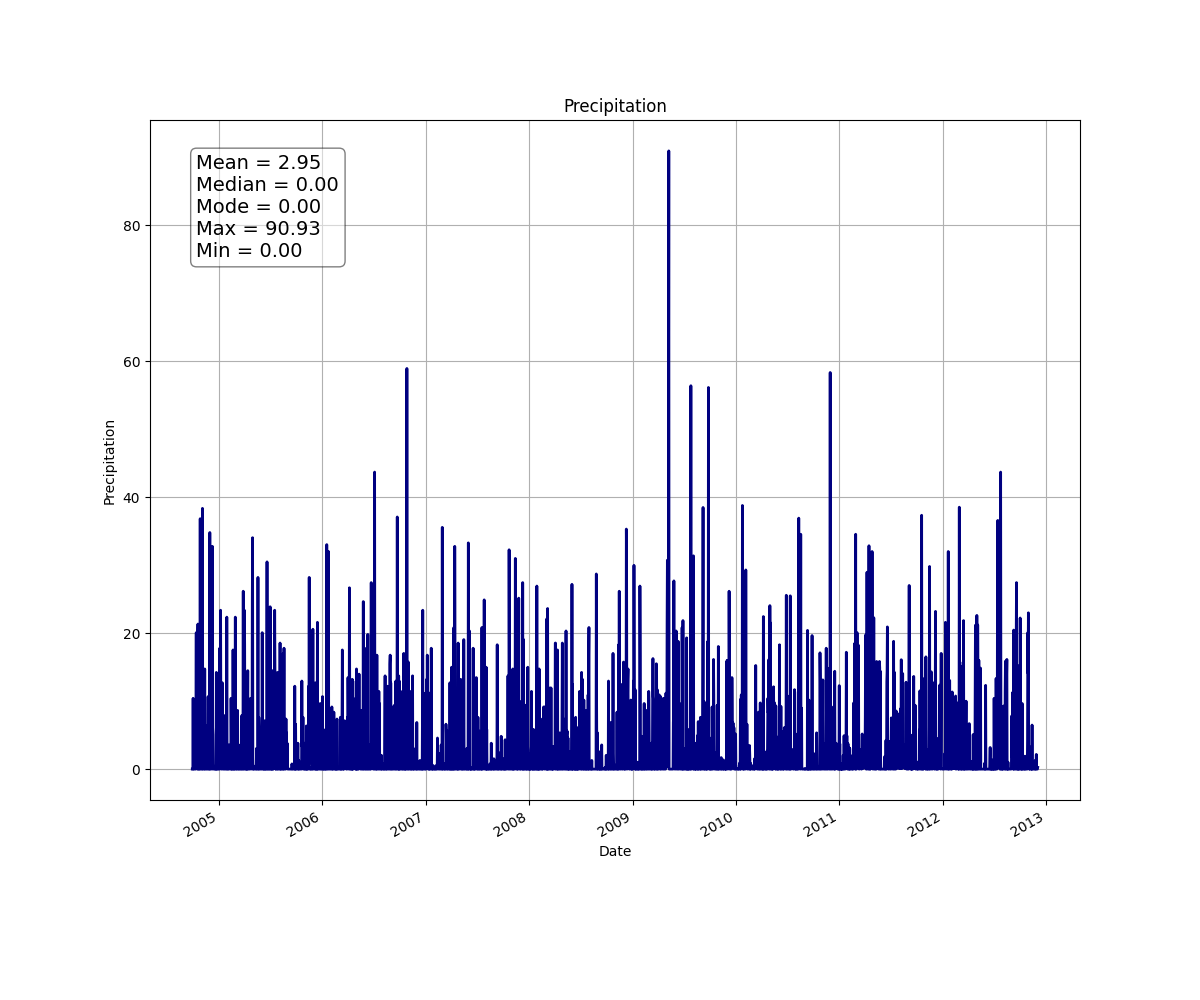 Precipitation
Mean = 2.95
Median = 0.00
Mode = 0.00
Max = 90.93
Min = 0.00
Precipitation
80
60
40
20
0
2005 2006 2007 2008 2009 2010 2011 2012 2013
Date